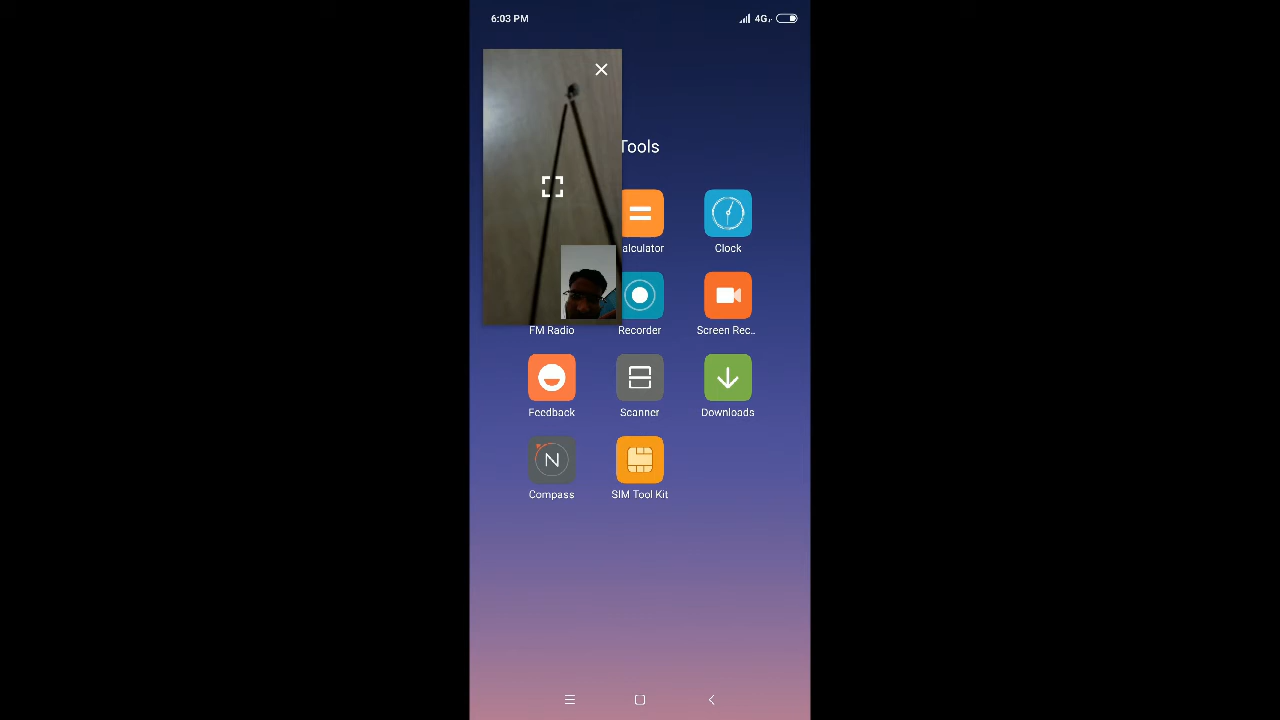 6:03 PM 4G
Tools
alculator Clock
FM Radio Recorder Screen Rec..
Feedback Scanner Downloads
N
Compass SIM Tool Kit